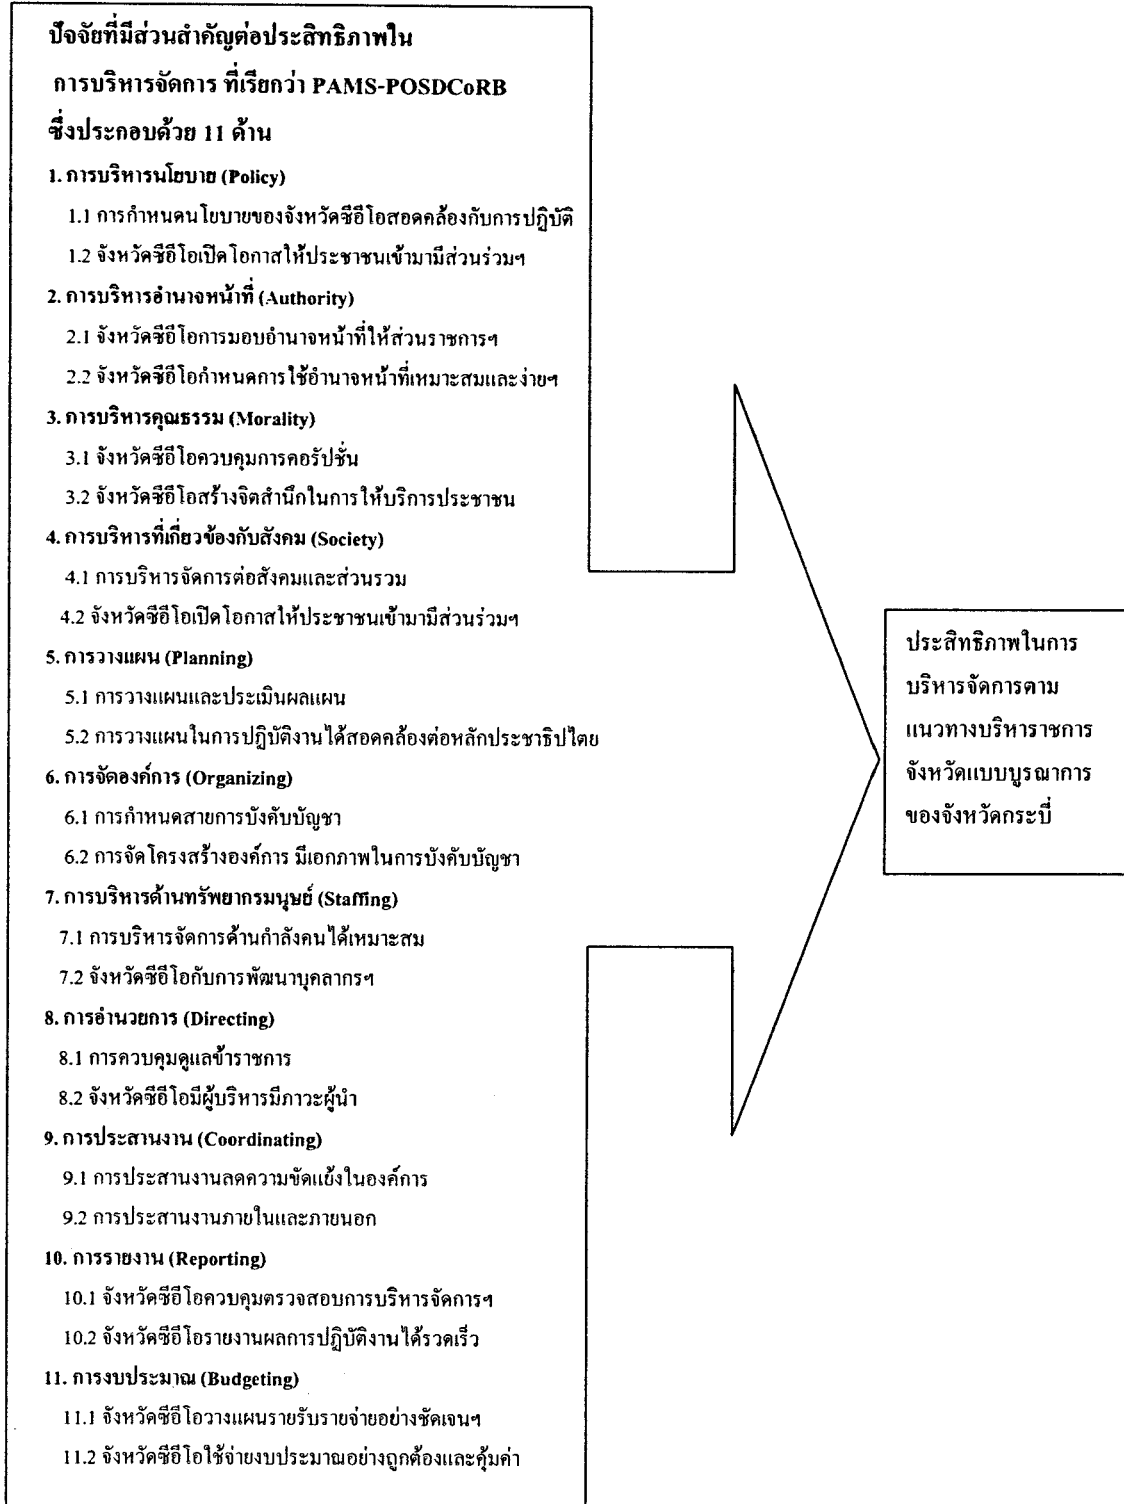 ปัจจัยที่มีส่วนสำคัญต่อประสิทธิภาพใน
การบริหารจัดการ ที่เรียกว่า PAMS-POSDCoRB
ซึ่งประกอบด้วย 11 ด้าน
1. การบริหารนโยบาย (Policy)
1.1 การกำหนดนโยบายของจังหวัดซีอีโอสอดคล้องกับการปฏิบัติ
1.2 จังหวัดซีอีโอเปิดโอกาสให้ประชาชนเข้ามามีส่วนร่วมฯ
2. การบริหารอำนาจหน้าที่ (Authority)
2.1 จังหวัดซีอีโอการมอบอำนาจหน้าที่ให้ส่วนราชการฯ
2.2 จังหวัดซีอีโอกำหนดการใช้อำนาจหน้าที่เหมาะสมและง่ายฯ
3. การบริหารคุณธรรม (Morality)
3.1 จังหวัดซีอีโอควบคุมการคอรัปชั่น
3.2 จังหวัดซีอีโอสร้างจิตสำนึกในการให้บริการประชาชน
4. การบริหารที่เกี่ยวข้องกับสังคม (Society)
4.1 การบริหารจัดการต่อสังคมและส่วนรวม
4.2 จังหวัดซีอีโอเปิดโอกาสให้ประชาชนเข้ามามีส่วนร่วมฯ
5. การวางแผน (Planning)
5.1 การวางแผนและประเมินผลแผน
5.2 การวางแผนในการปฏิบัติงานได้สอดคล้องต่อหลักประชาธิปไตย
6. การจัดองค์การ (Organizing)
6.1 การกำหนดสายการบังคับบัญชา
6.2 การจัดโครงสร้างองค์การ มีเอกภาพในการบังคับบัญชา
7. การบริหารด้านทรัพยากรมนุษย์ (Staffing)
7.1 การบริหารจัดการด้านกำลังคนได้เหมาะสม
7.2 จังหวัดซีอีโอกับการพัฒนาบุคลากรฯ
8. การอำนวยการ (Directing)
8.1 การควบคุมดูแลข้าราชการ
8.2 จังหวัดซีอีโอมีผู้บริหารมีภาวะผู้นำ
9. การประสานงาน (Coordinating)
9.1 การประสานงานลดความขัดแย้งในองค์การ
9.2 การประสานงานภายในและภายนอก
10. การรายงาน (Reporting)
10.1 จังหวัดซีอีโอควบคุมตรวจสอบการบริหารจัดการฯ
10.2 จังหวัดซีอีโอรายงานผลการปฏิบัติงานได้รวดเร็ว
11. การงบประมาณ (Budgeting)
11.1 จังหวัดซีอีโอวางแผนรายรับรายจ่ายอย่างชัดเจนฯ
11.2 จังหวัดซีอีโอใช้จ่ายงบประมาณอย่างถูกต้องและคุ้มค่า
ประสิทธิภาพในการ
บริหารจัดการตาม
แนวทางบริหาราชการ
จังหวัดแบบบูรณาการ
ของจังหวัดกระบี่